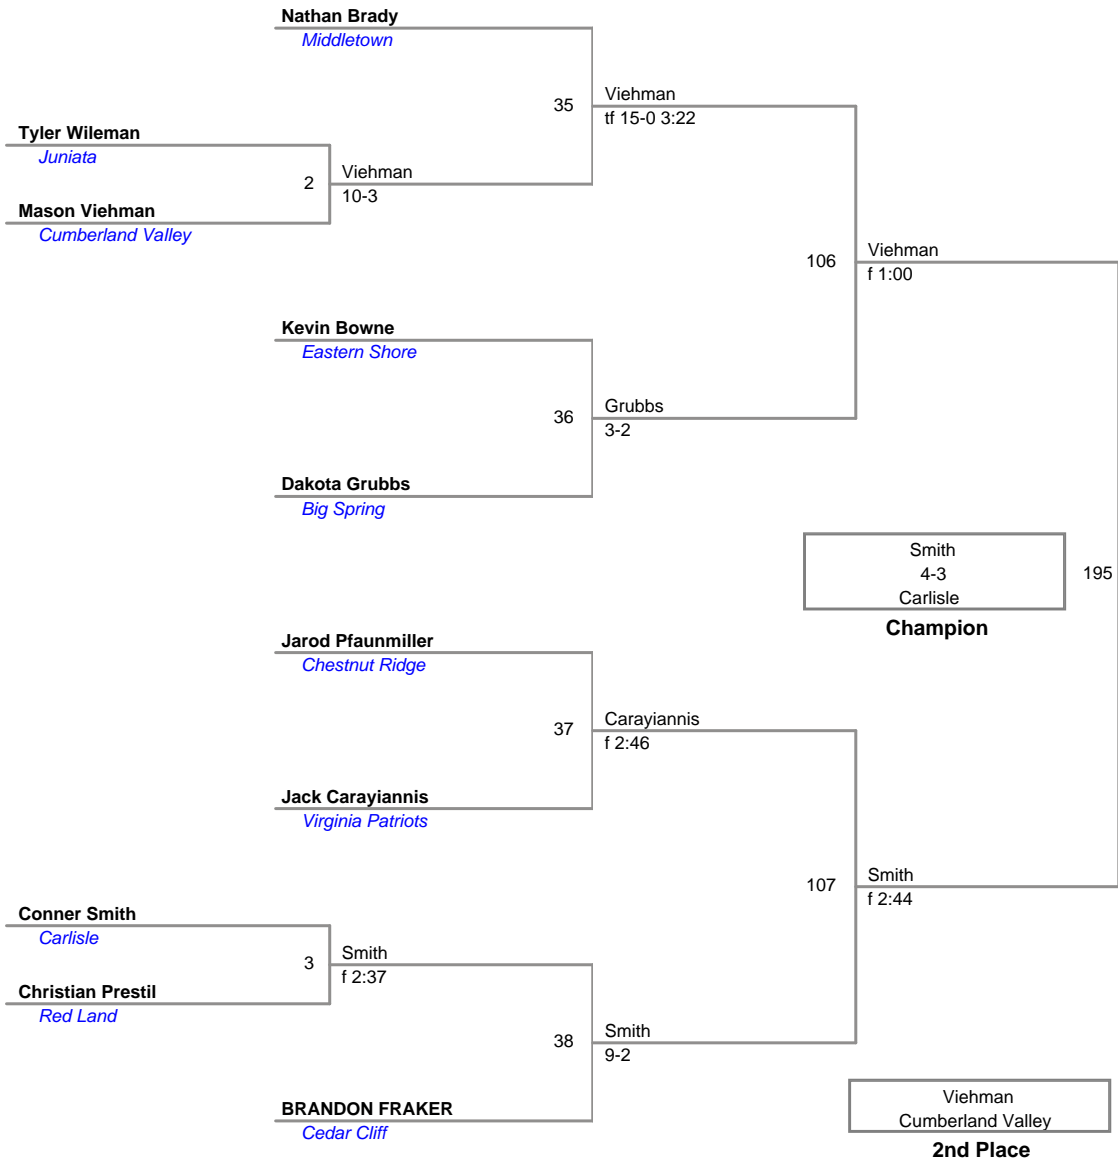 Nathan Brady
Middletown
35
Viehman
tf 15-0 3:22
Tyler Wileman
Juniata
2
Viehman
10-3
Mason Viehman
Cumberland Valley
106
Viehman
f 1:00
Kevin Bowne
Eastern Shore
36
Grubbs
3-2
Dakota Grubbs
Big Spring
Smith
4-3
Carlisle
195
Champion
Jarod Pfaunmiller
Chestnut Ridge
37
Carayiannis
f 2:46
Jack Carayiannis
Virginia Patriots
107
Smith
f 2:44
Conner Smith
Carlisle
3
Smith
f 2:37
Christian Prestil
Red Land
38
Smith
9-2
BRANDON FRAKER
Cedar Cliff
Viehman
Cumberland Valley
2nd Place